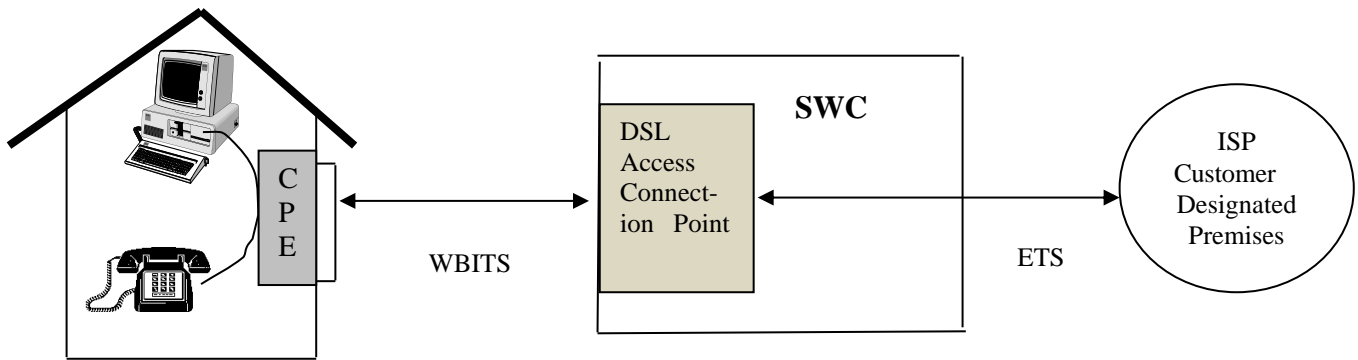 C
P
E
WBITS
DSL
Access
Connect-
ion Point
SWC
ETS
ISP
Customer
Designated
Premises